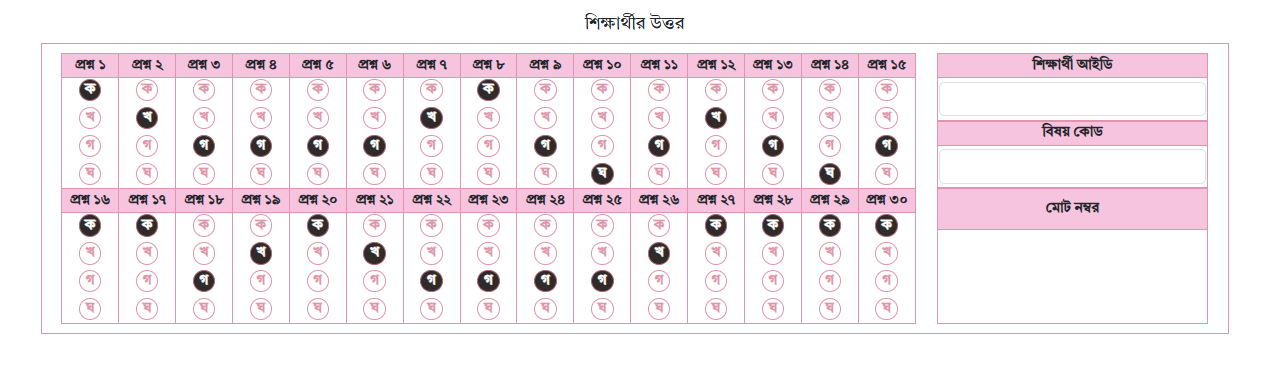 শিক্ষার্থীর উত্তর
প্রশ্ন ১ প্রশ্ন ২ প্রশ্ন ৩ প্রশ্ন ৪ প্রশ্ন ৫ প্রশ্ন ৬ প্রশ্ন ৭ প্রশ্ন ৮ প্রশ্ন ৯ প্রশ্ন ১০ প্রশ্ন ১১ প্রশ্ন ১২ প্রশ্ন ১৩ প্রশ্ন ১৪ প্রশ্ন ১৫
ক ক ক ক ক ক ক ক ক ক ক ক ক ক ক
খ খ খ খ খ খ খ খ খ খ খ খ খ খ খ
গ গ গ গ গ গ গ গ গ গ গ গ গ গ গ
ঘ ঘ ঘ ঘ ঘ ঘ ঘ ঘ ঘ ঘ ঘ ঘ ঘ ঘ ঘ
প্রশ্ন ১৬ প্রশ্ন ১৭ প্রশ্ন ১৮ প্রশ্ন ১৯ প্রশ্ন ২০ প্রশ্ন ২১ প্রশ্ন ২২ প্রশ্ন ২৩ প্রশ্ন ২৪ প্রশ্ন ২৫ প্রশ্ন ২৬ প্রশ্ন ২৭ প্রশ্ন ২৮ প্রশ্ন ২৯ প্রশ্ন ৩০
ক ক ক ক ক ক ক ক ক ক ক ক ক ক ক
খ খ খ খ খ খ খ খ খ খ খ খ খ খ খ
গ গ গ গ গ গ গ গ গ গ গ গ গ গ গ
ঘ ঘ ঘ ঘ ঘ ঘ ঘ ঘ ঘ ঘ ঘ ঘ ঘ ঘ ঘ
শিক্ষার্থী আইডি
বিষয় কোড
মোট নম্বর